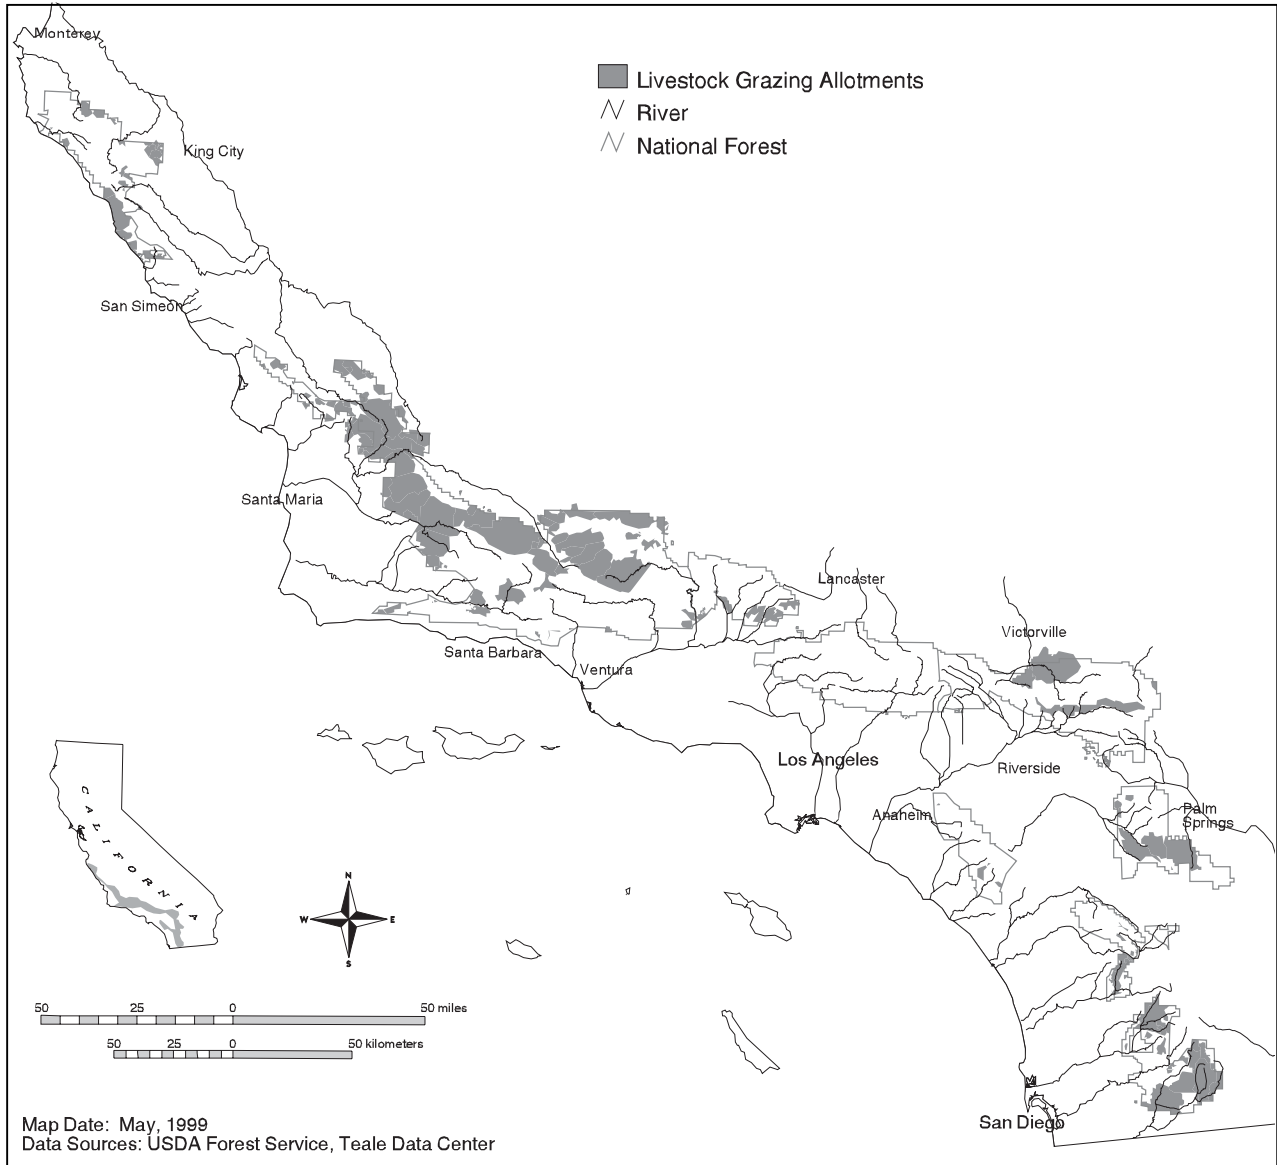 Monterey
Livestock Grazing Allotments
River
National Forest
King City
San Simeon
Santa Maria
Lancaster
Victorville
Santa Barbara
Ventura
Los Angeles
Riverside
Anaheim
Palm
Springs
CALIFORNIA
N
W
E
S
50 25 0 50 miles
50 25 0 50 kilometers
San Diego
Map Date: May, 1999
Data Sources: USDA Forest Service, Teale Data Center